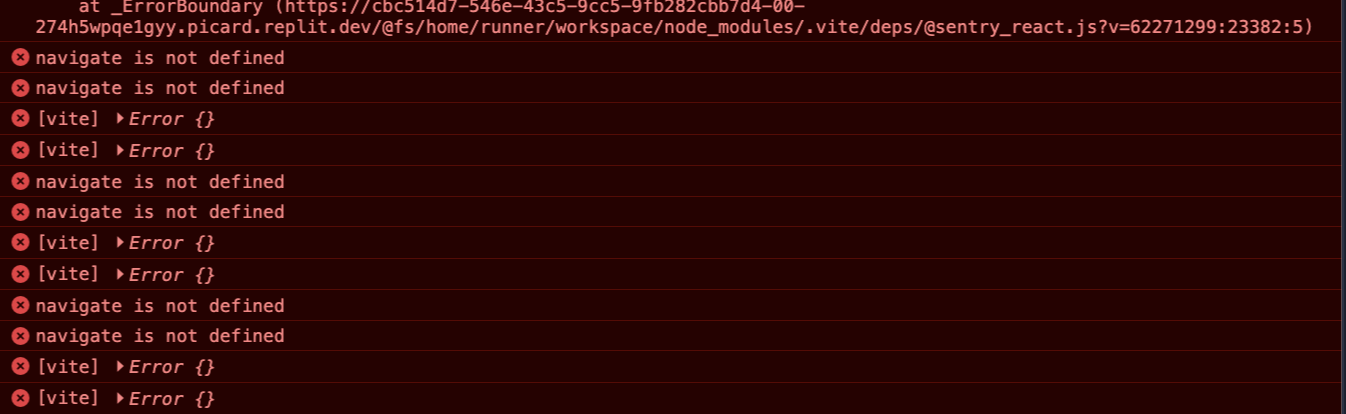 at _ErrorBoundary (https://cbc514d7-546e-43c5-9cc5-9fb282cbb7d4-00-
274h5wpqe1gyy.picard.replit.dev/@fs/home/runner/workspace/node_modules/.vite/deps/@sentry_react.js?v=62271299:23382:5)
navigate is not defined
navigate is not defined
[vite] Error {}
[vite] Error {}
navigate is not defined
navigate is not defined
[vite] Error {}
[vite] Error {}
navigate is not defined
navigate is not defined
[vite] Error {}
[vite] Error {}